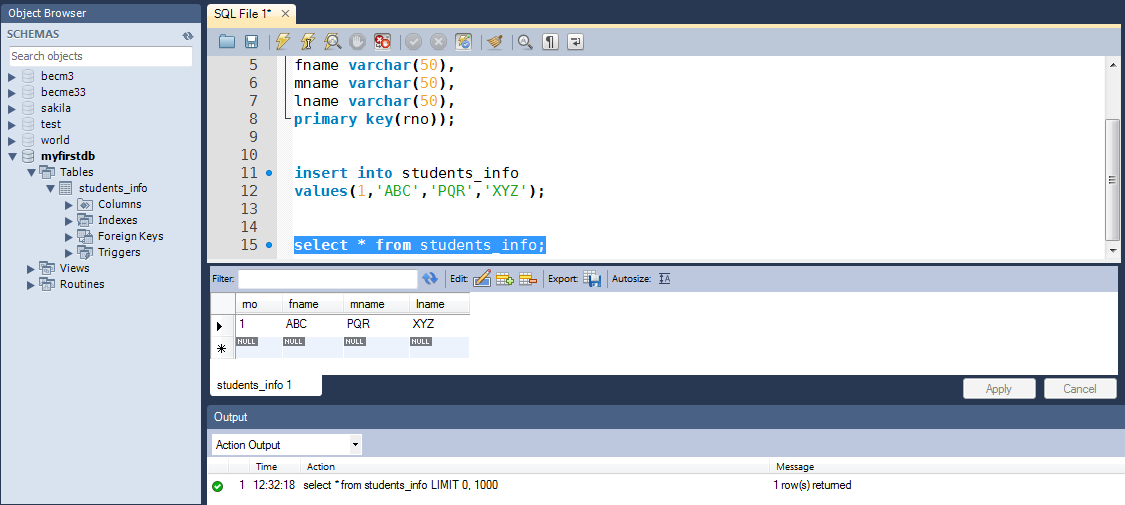 Object Browser
SCHEMAS
Search objects
becm3
becme33
sakila
test
world
myfirstdb
Tables
students_info
Columns
Indexes
Foreign Keys
Triggers
Views
Routines
SQL File 1*
5 fname varchar(50),
6 mname varchar(50),
7 lname varchar(50),
8 primary key(rno));
9
10
11 insert into students_info
12 values(1,'ABC','PQR','XYZ');
13
14
15 select * from students_info;
Filter: Edit: Export: Autosize:
rno fname mname lname
1 ABC PQR XYZ
NULL NULL NULL NULL
students_info 1
Apply Cancel
Output
Action Output
Time Action Message
1 12:32:18 select * from students_info LIMIT 0, 1000 1 row(s) returned